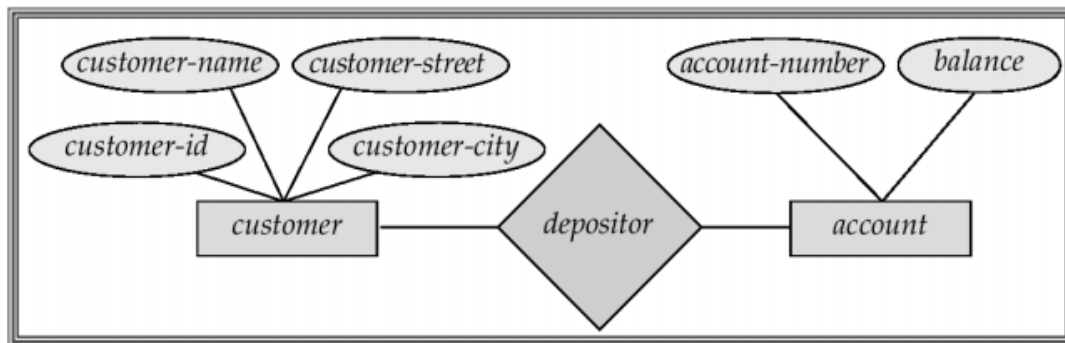 customer-name
customer-street
account-number
balance
customer-id
customer-city
customer
depositor
account